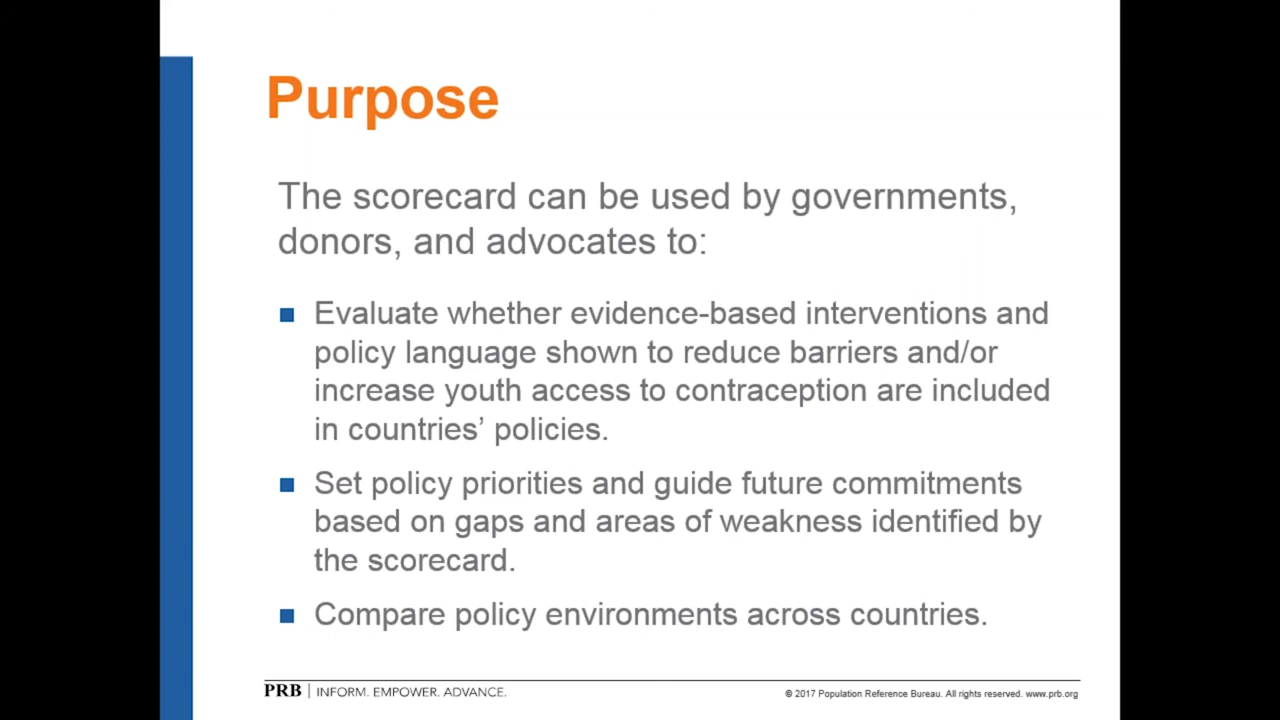 Purpose
The scorecard can be used by governments,
donors, and advocates to:
Evaluate whether evidence-based interventions and
policy language shown to reduce barriers and/or
increase youth access to contraception are included
in countries’ policies.
Set policy priorities and guide future commitments
based on gaps and areas of weakness identified by
the scorecard.
Compare policy environments across countries.
PRB | INFORM. EMPOWER. ADVANCE.
© 2017 Population Reference Bureau. All rights reserved. www.prb.org